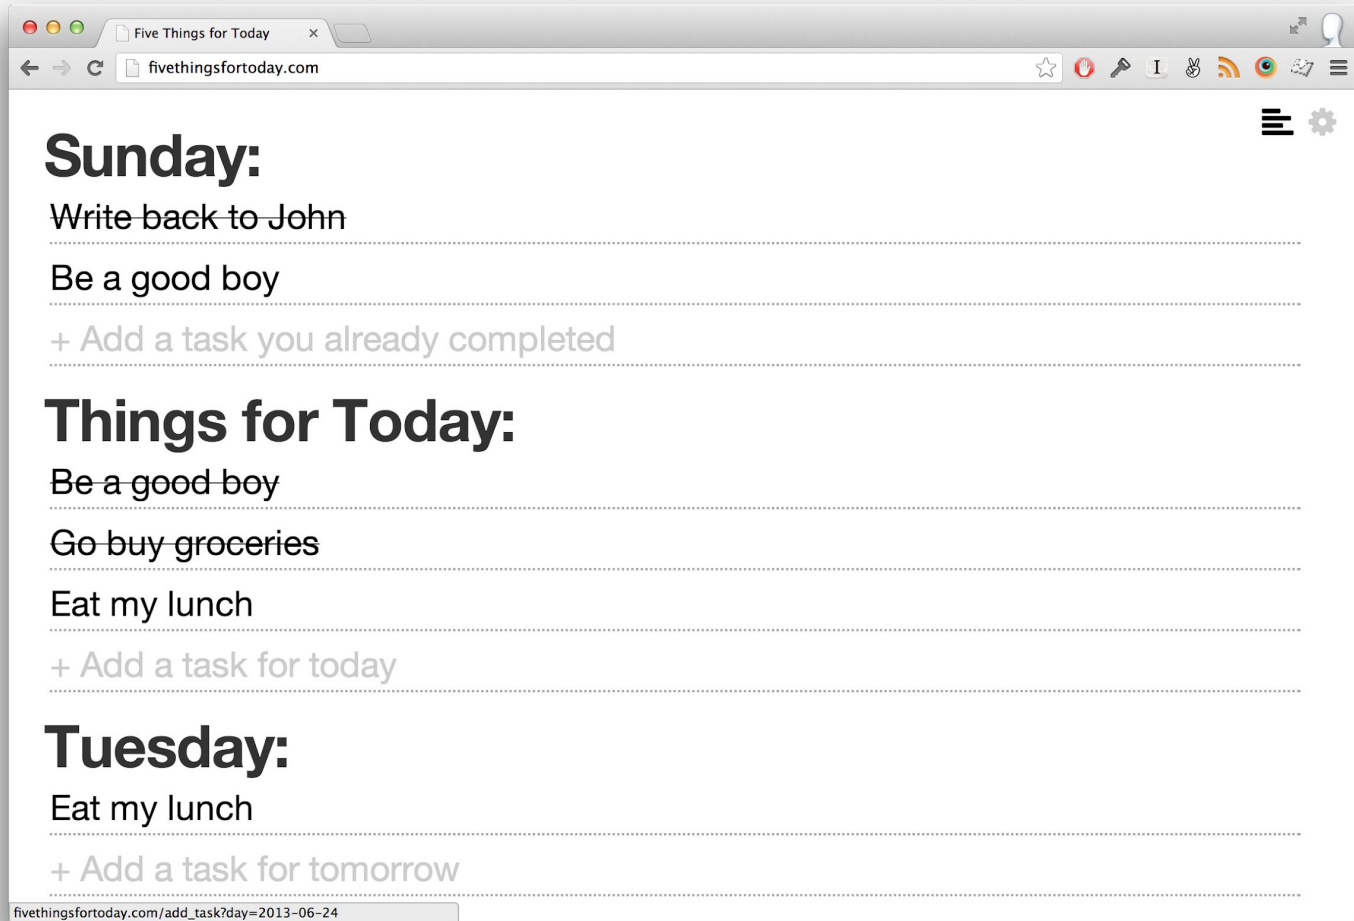 Five Things for Today
fivethingsfortoday.com
Sunday:
Write back to John
Be a good boy
+ Add a task you already completed
Things for Today:
Be a good boy
Go buy groceries
Eat my lunch
+ Add a task for today
Tuesday:
Eat my lunch
+ Add a task for tomorrow
fivethingsfortoday.com/add_task?day=2013-06-24